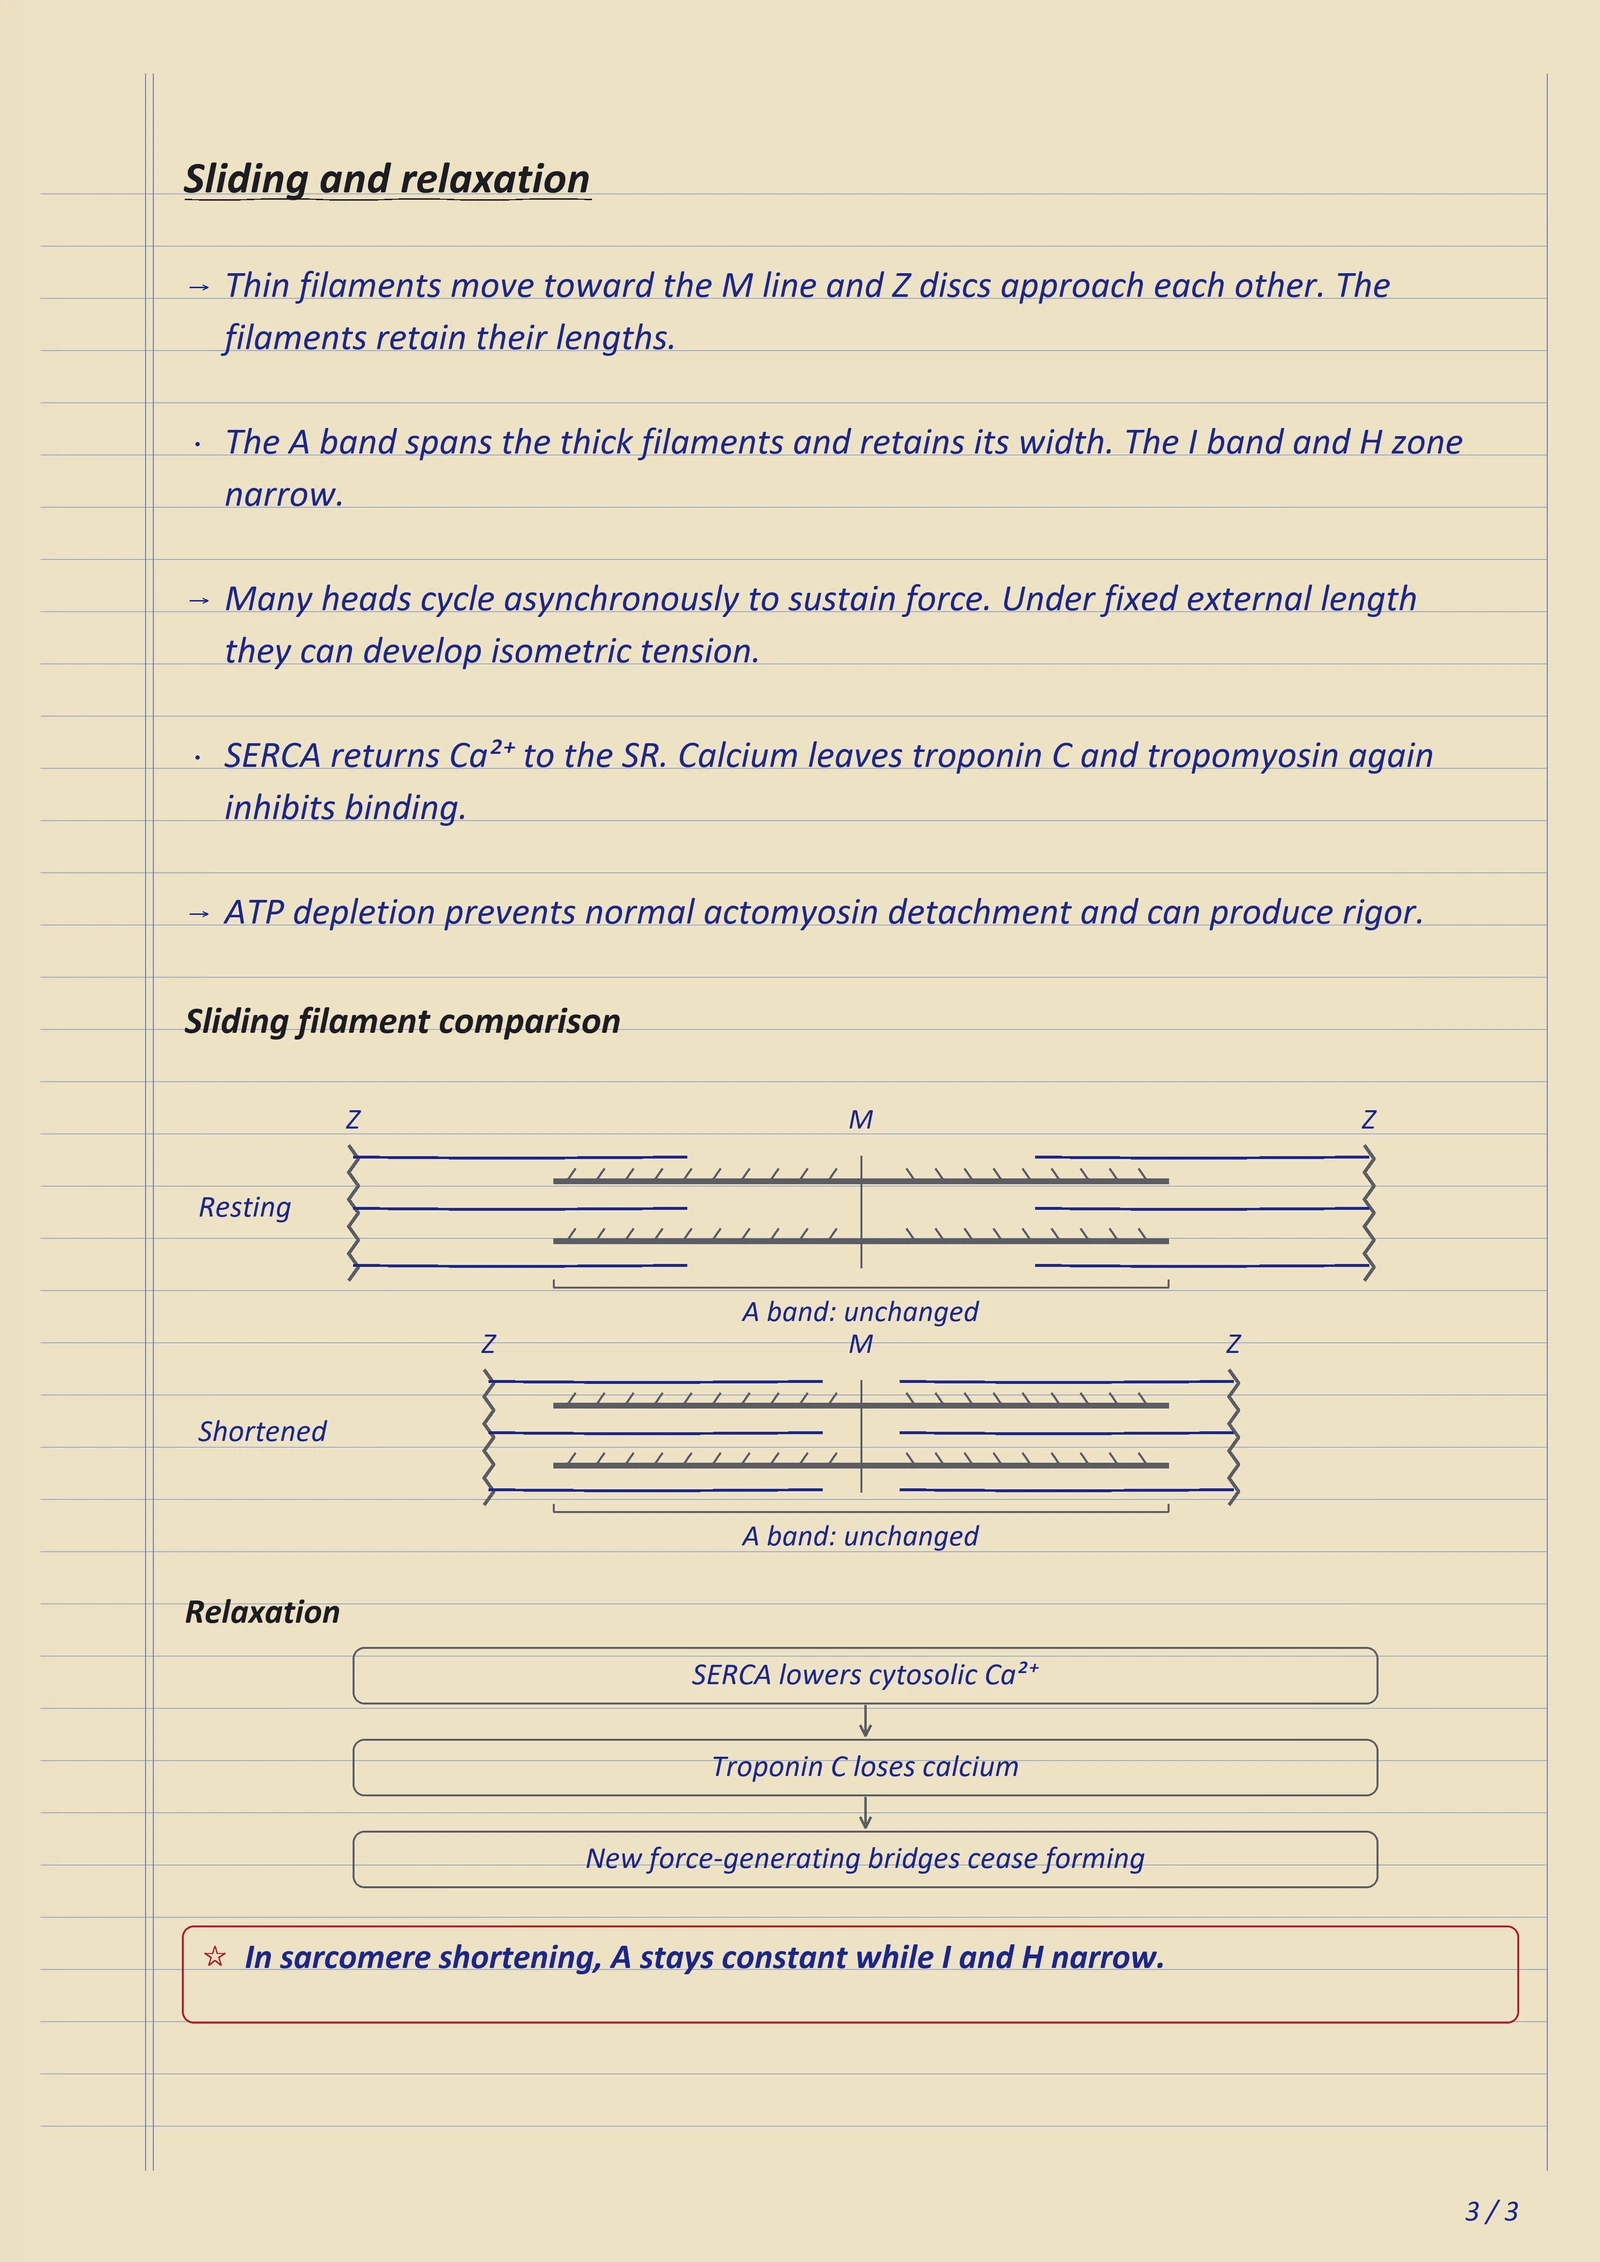 Sliding and relaxation
→ Thin filaments move toward the M line and Z discs approach each other. The
filaments retain their lengths.
· The A band spans the thick filaments and retains its width. The I band and H zone
narrow.
→ Many heads cycle asynchronously to sustain force. Under fixed external length
they can develop isometric tension.
· SERCA returns Ca²⁺ to the SR. Calcium leaves troponin C and tropomyosin again
inhibits binding.
→ ATP depletion prevents normal actomyosin detachment and can produce rigor.
Sliding filament comparison
Z M Z
Resting
A band: unchanged
Z M Z
Shortened
A band: unchanged
Relaxation
SERCA lowers cytosolic Ca²⁺
Troponin C loses calcium
New force-generating bridges cease forming
☆ In sarcomere shortening, A stays constant while I and H narrow.
3 / 3